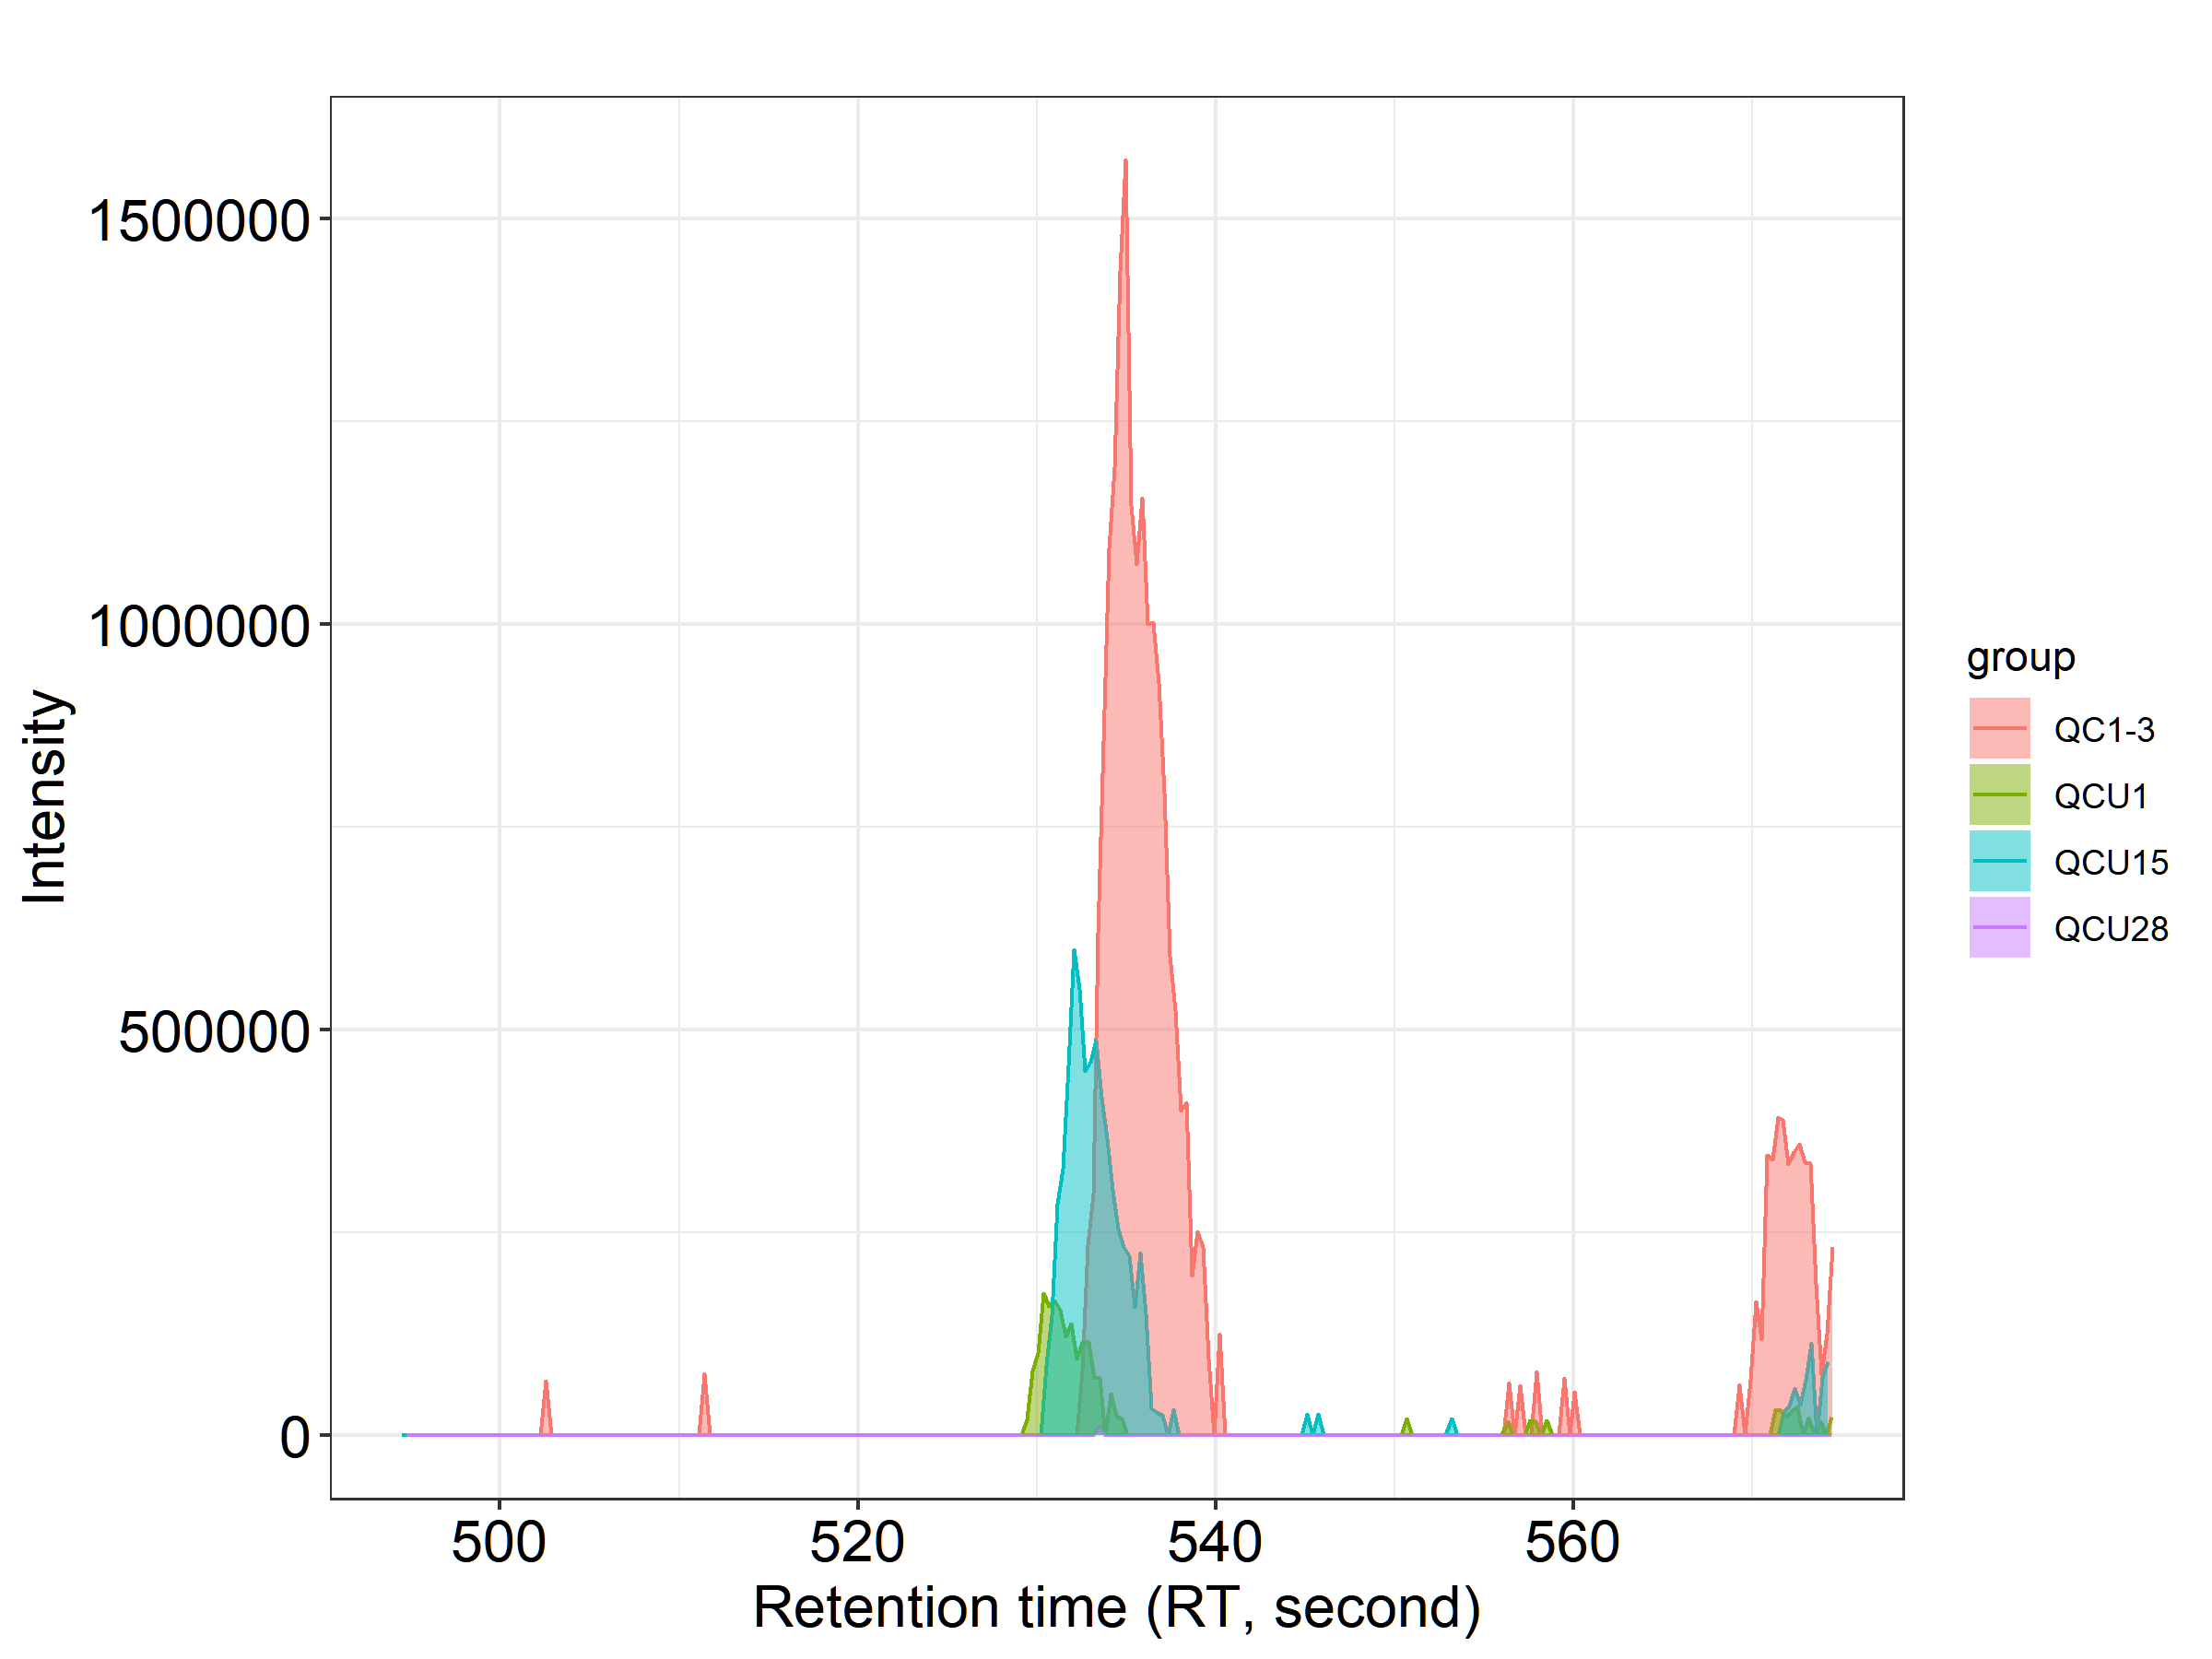 1500000
1000000
500000
0
Intensity
500
520
540
560
Retention time (RT, second)
group
QC1-3
QCU1
QCU15
QCU28